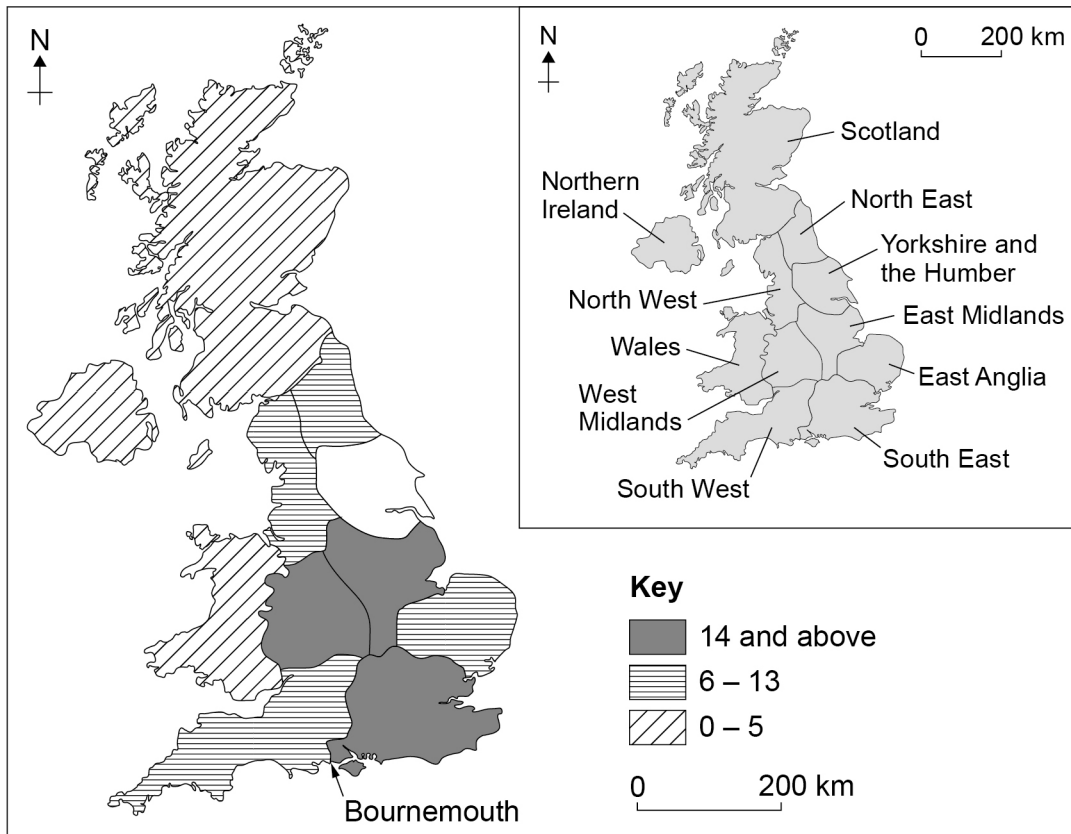 N
Bournemouth
N
0 200 km
Scotland
Northern
Ireland
North East
Yorkshire and
the Humber
North West
East Midlands
Wales
East Anglia
West
Midlands
South East
South West
Key
14 and above
6 – 13
0 – 5
0 200 km